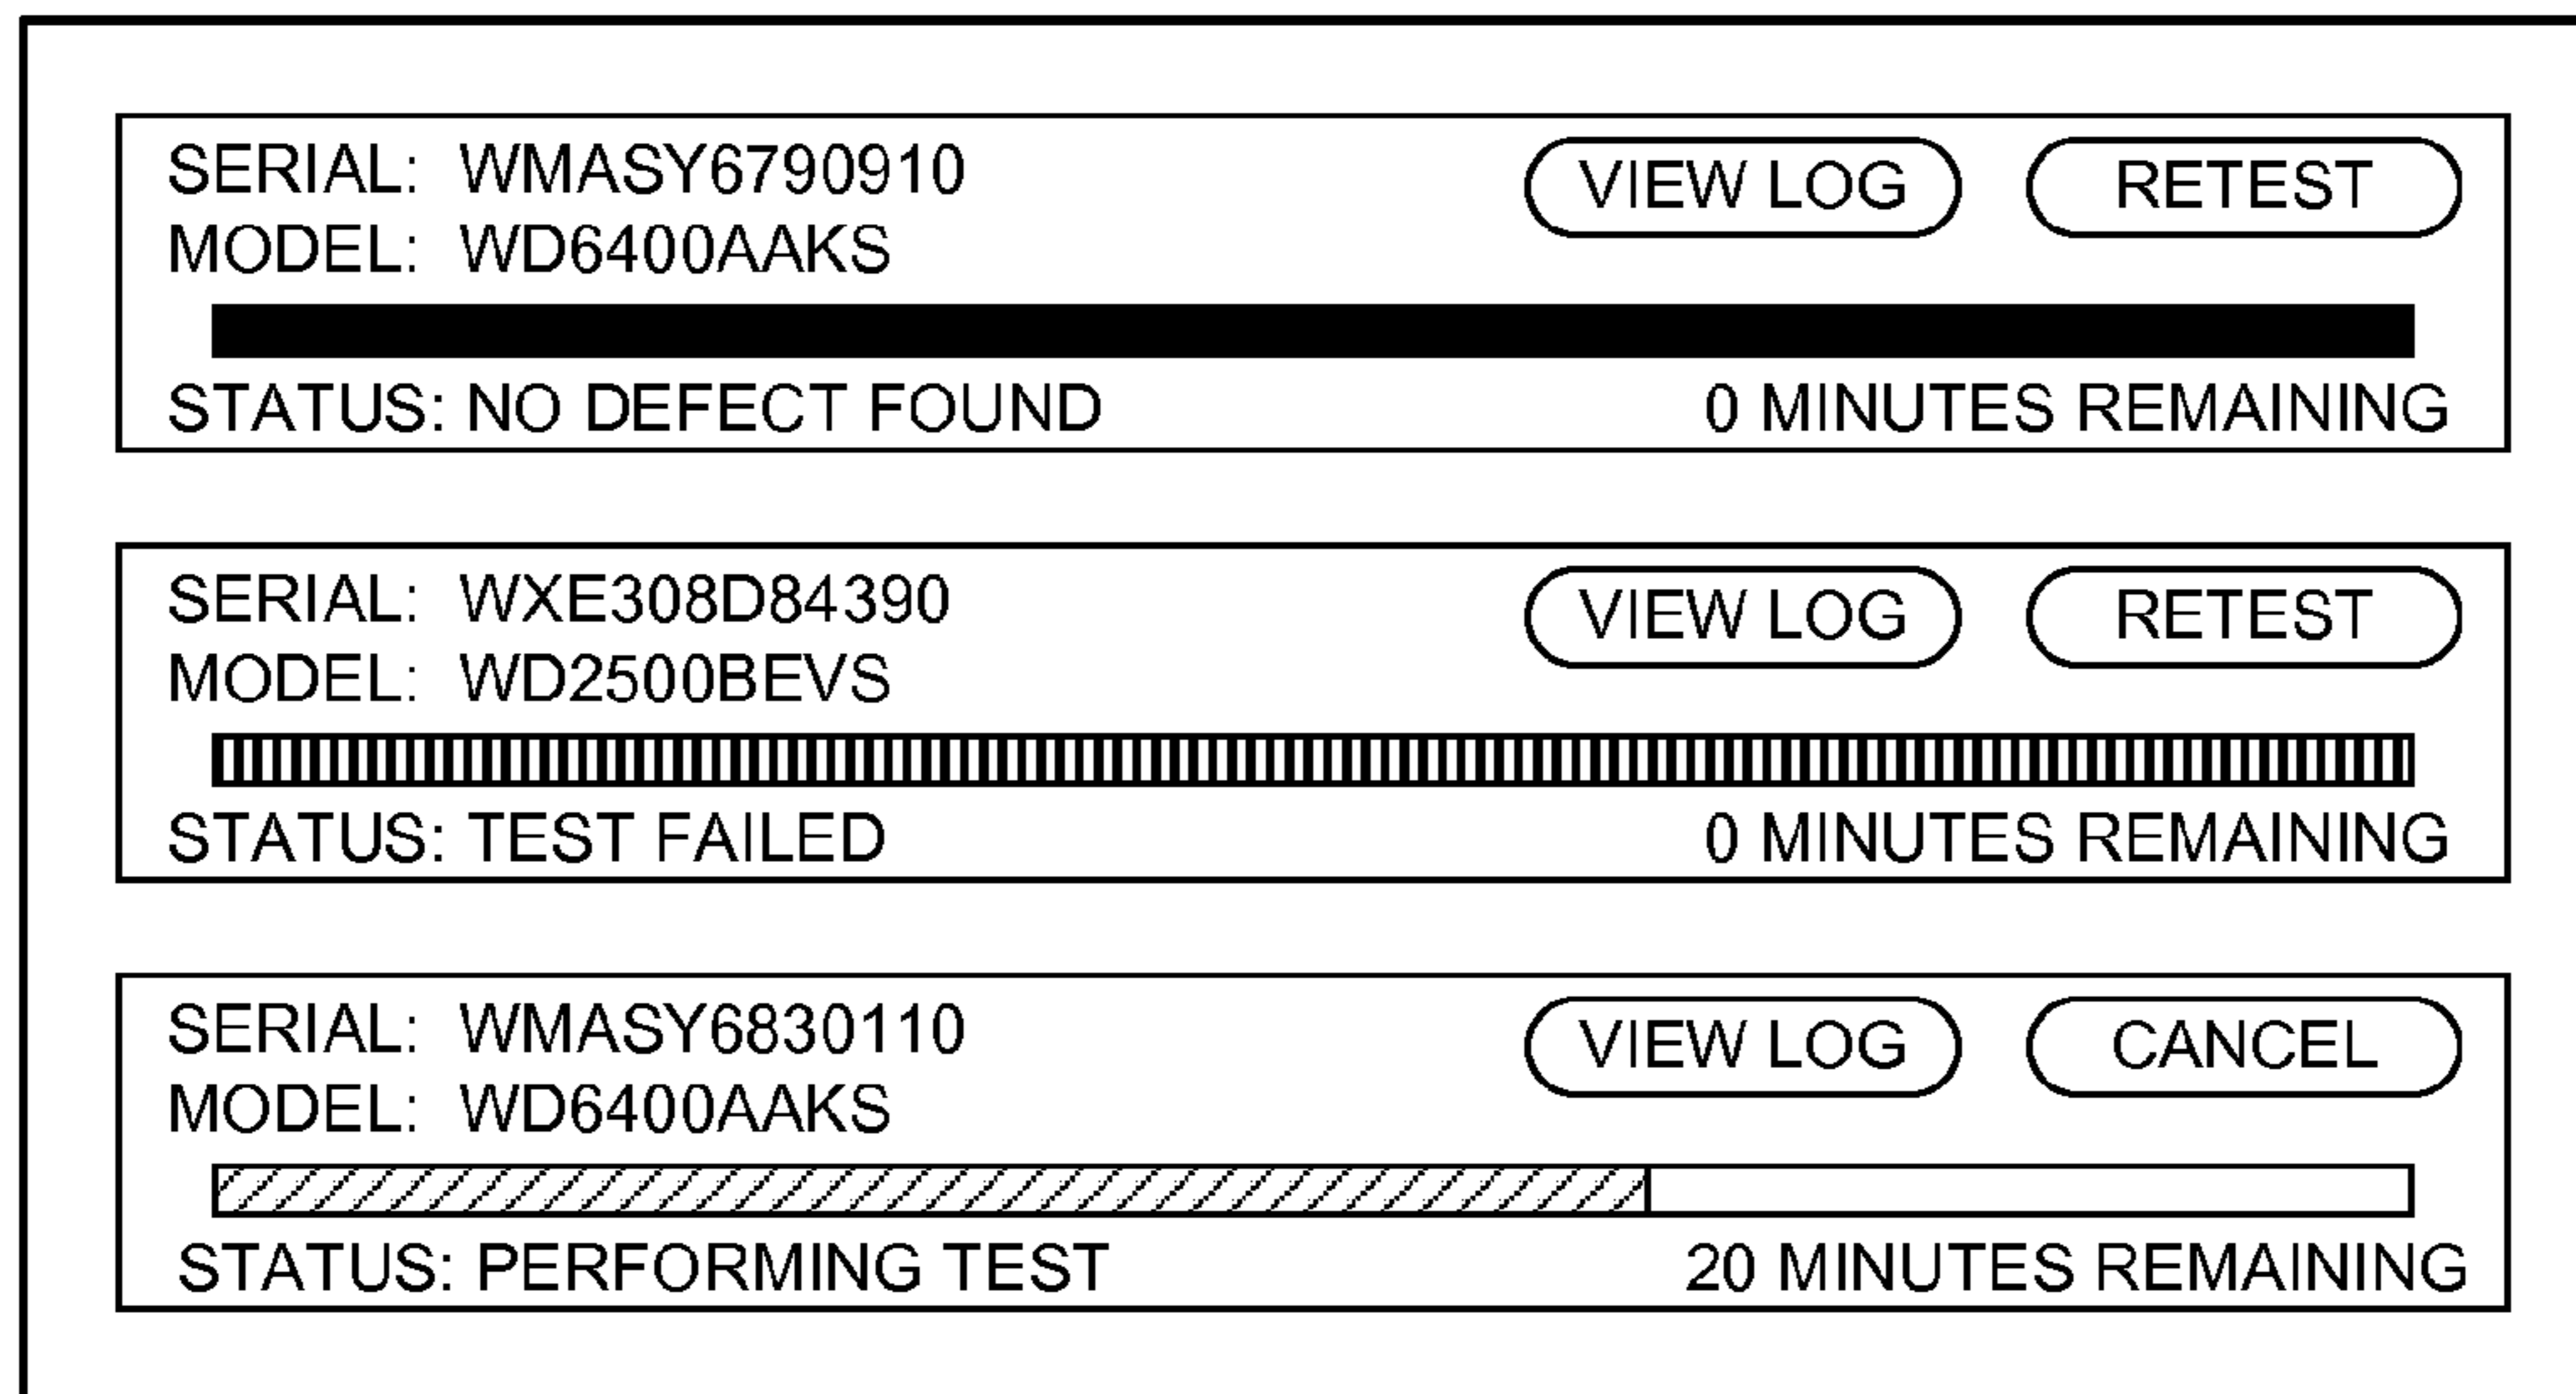 SERIAL: WMASY6790910 VIEW LOG RETEST
MODEL: WD6400AAKS
STATUS: NO DEFECT FOUND 0 MINUTES REMAINING
SERIAL: WXE308D84390 VIEW LOG RETEST
MODEL: WD2500BEVS
STATUS: TEST FAILED 0 MINUTES REMAINING
SERIAL: WMASY6830110 VIEW LOG CANCEL
MODEL: WD6400AAKS
STATUS: PERFORMING TEST 20 MINUTES REMAINING